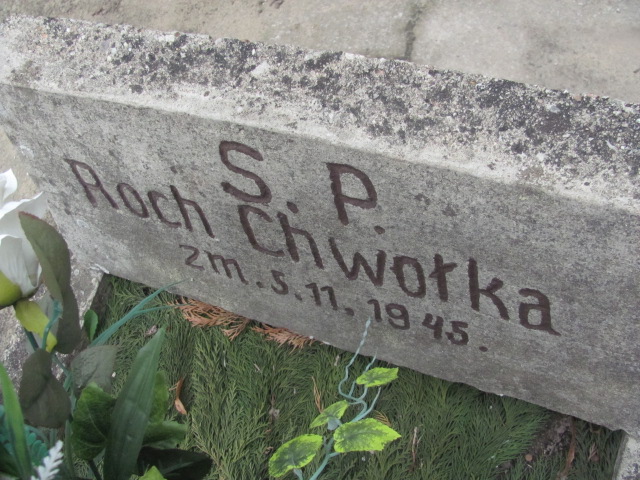 S. P.
Roch Chwołka
zm. 5.11.1945.